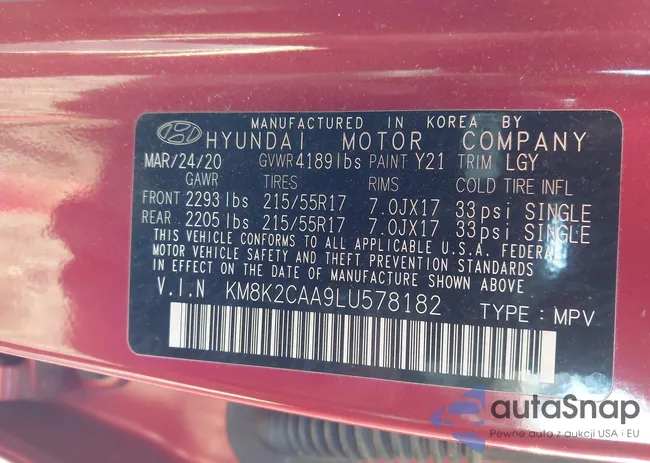 MANUFACTURED IN KOREA BY
HYUNDAI MOTOR COMPANY
MAR/24/20 GVWR 4189lbs PAINT Y21 TRIM LGY
GAWR TIRES RIMS COLD TIRE INFL
FRONT 2293 lbs 215/55R17 7.0JX17 33psi SINGLE
REAR 2205 lbs 215/55R17 7.0JX17 33psi SINGLE
THIS VEHICLE CONFORMS TO ALL APPLICABLE U.S.A. FEDERAL
MOTOR VEHICLE SAFETY AND THEFT PREVENTION STANDARDS
IN EFFECT ON THE DATE OF MANUFACTURE SHOWN ABOVE
V.I.N KM8K2CAA9LU578182 TYPE : MPV
autaSnap
Pewne auta z aukcji USA i EU